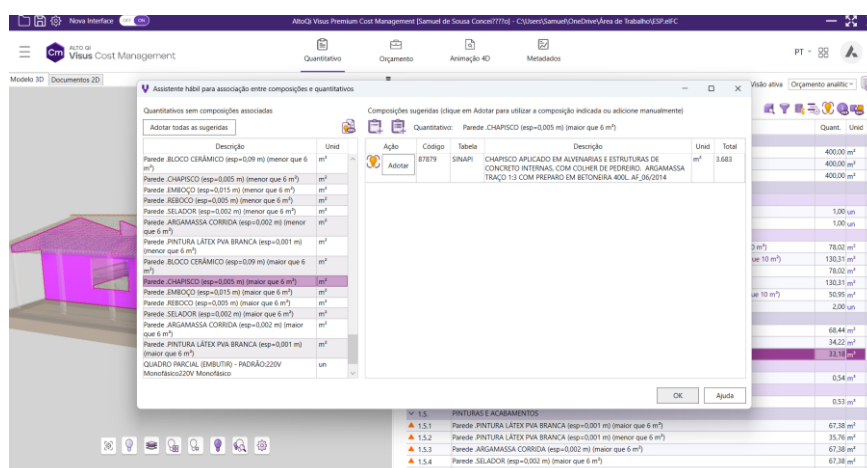 Nova Interface OFF ON
AltoQi Visus Premium Cost Management [Samuel de Sousa Concei????o] - C:\Users\Samuel\OneDrive\Área de Trabalho\ESP.eIFC
Cm ALTO QI Visus Cost Management
Quantitativo Orçamento Animação 4D Metadados
PT
Modelo 3D Documentos 2D
Visão ativa Orçamento analític
Assistente hábil para associação entre composições e quantitativos
Quantitativos sem composições associadas
Composições sugeridas (clique em Adotar para utilizar a composição indicada ou adicione manualmente)
Adotar todas as sugeridas
Quantitativo: Parede .CHAPISCO (esp=0,005 m) (maior que 6 m²)
Descrição Unid
Ação Código Tabela Descrição Unid Total
Parede .BLOCO CERÂMICO (esp=0,09 m) (menor que 6 m²
m²)
Parede .CHAPISCO (esp=0,005 m) (menor que 6 m²) m²
Parede .EMBOÇO (esp=0,015 m) (menor que 6 m²) m²
Parede .REBOCO (esp=0,005 m) (menor que 6 m²) m²
Parede .SELADOR (esp=0,002 m) (menor que 6 m²) m²
Parede .ARGAMASSA CORRIDA (esp=0,002 m) (menor m²
que 6 m²)
Parede .PINTURA LÁTEX PVA BRANCA (esp=0,001 m) m²
(menor que 6 m²)
Parede .BLOCO CERÂMICO (esp=0,09 m) (maior que 6 m²
m²)
Parede .CHAPISCO (esp=0,005 m) (maior que 6 m²) m²
Parede .EMBOÇO (esp=0,015 m) (maior que 6 m²) m²
Parede .REBOCO (esp=0,005 m) (maior que 6 m²) m²
Parede .SELADOR (esp=0,002 m) (maior que 6 m²) m²
Parede .ARGAMASSA CORRIDA (esp=0,002 m) (maior m²
que 6 m²)
Parede .PINTURA LÁTEX PVA BRANCA (esp=0,001 m) m²
(maior que 6 m²)
QUADRO PARCIAL (EMBUTIR) - PADRÃO:220V un
Monofásico220V Monofásico
Adotar 87879 SINAPI CHAPISCO APLICADO EM ALVENARIAS E ESTRUTURAS DE m² 3.683
CONCRETO INTERNAS, COM COLHER DE PEDREIRO. ARGAMASSA
TRAÇO 1:3 COM PREPARO EM BETONEIRA 400L. AF_06/2014
OK Ajuda
Quant. Unid
400,00 m²
400,00 m²
400,00 m²
1,00 un
1,00 un
0 m²) 78,02 m²
ue 10 m²) 130,31 m²
78,02 m²
130,31 m²
ue 10 m²) 50,95 m²
2,00 un
68,44 m²
34,22 m²
33,18 m²
0,54 m³
0,53 m³
1.5. PINTURAS E ACABAMENTOS
1.5.1 Parede .PINTURA LÁTEX PVA BRANCA (esp=0,001 m) (maior que 6 m²) 67,38 m²
1.5.2 Parede .PINTURA LÁTEX PVA BRANCA (esp=0,001 m) (menor que 6 m²) 35,76 m²
1.5.3 Parede .ARGAMASSA CORRIDA (esp=0,002 m) (maior que 6 m²) 67,38 m²
1.5.4 Parede .SELADOR (esp=0,002 m) (maior que 6 m²) 67,38 m²